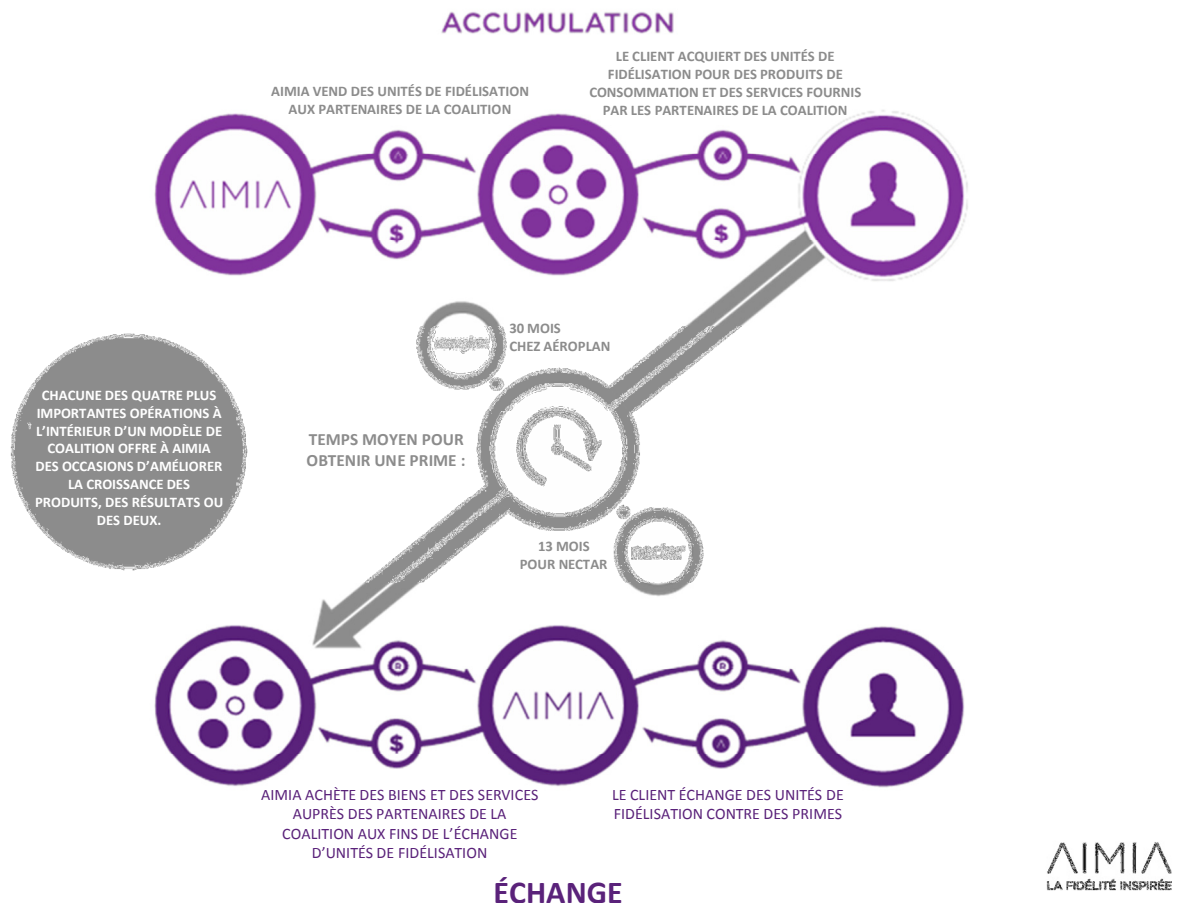 ACCUMULATION
AIMIA VEND DES UNITÉS DE FIDÉLISATION
AUX PARTENAIRES DE LA COALITION
LE CLIENT ACQUIERT DES UNITÉS DE
FIDÉLISATION POUR DES PRODUITS DE
CONSOMMATION ET DES SERVICES FOURNIS
PAR LES PARTENAIRES DE LA COALITION
AIMIA
$
$
30 MOIS
CHEZ AÉROPLAN
CHACUNE DES QUATRE PLUS
IMPORTANTES OPÉRATIONS À
L'INTÉRIEUR D'UN MODÈLE DE
COALITION OFFRE À AIMIA
DES OCCASIONS D'AMÉLIORER
LA CROISSANCE DES
PRODUITS, DES RÉSULTATS OU
DES DEUX.
TEMPS MOYEN POUR
OBTENIR UNE PRIME :
13 MOIS
POUR NECTAR
nectar
AIMIA
$
AIMIA ACHÈTE DES BIENS ET DES SERVICES
AUPRÈS DES PARTENAIRES DE LA
COALITION AUX FINS DE L'ÉCHANGE
D'UNITÉS DE FIDÉLISATION
LE CLIENT ÉCHANGE DES UNITÉS DE
FIDÉLISATION CONTRE DES PRIMES
ÉCHANGE
AIMIA
LA FIDÉLITÉ INSPIRÉE